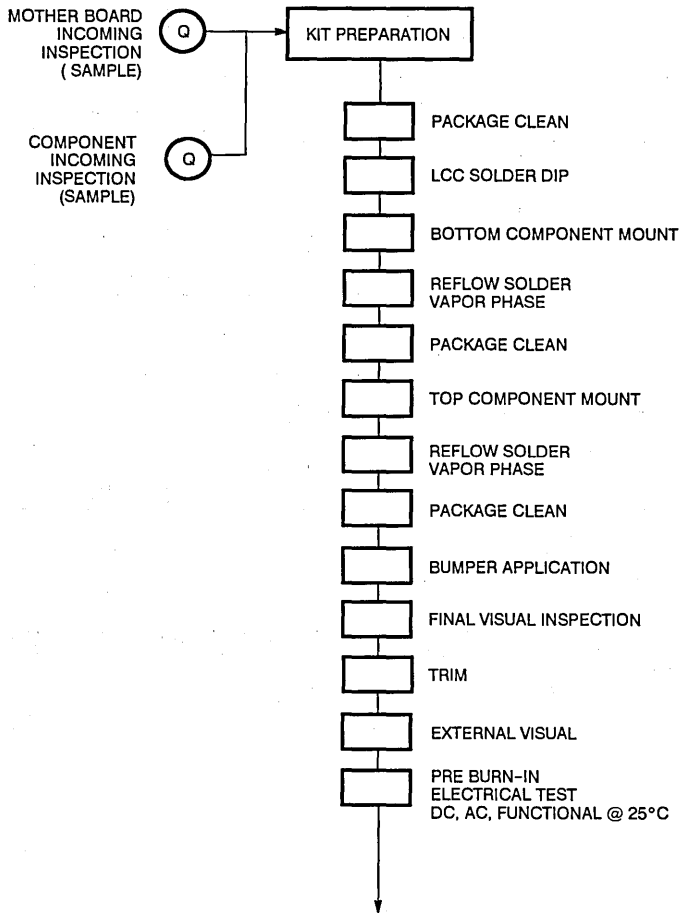 MOTHER BOARD
INCOMING
INSPECTION
( SAMPLE)
Q
KIT PREPARATION
COMPONENT
INCOMING
INSPECTION
(SAMPLE)
Q
PACKAGE CLEAN
LCC SOLDER DIP
BOTTOM COMPONENT MOUNT
REFLOW SOLDER
VAPOR PHASE
PACKAGE CLEAN
TOP COMPONENT MOUNT
REFLOW SOLDER
VAPOR PHASE
PACKAGE CLEAN
BUMPER APPLICATION
FINAL VISUAL INSPECTION
TRIM
EXTERNAL VISUAL
PRE BURN-IN
ELECTRICAL TEST
DC, AC, FUNCTIONAL @ 25°C